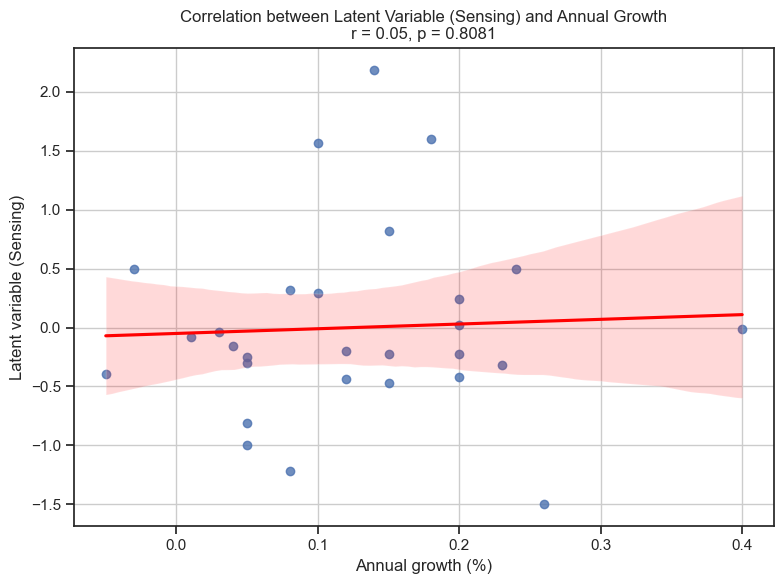 Correlation between Latent Variable (Sensing) and Annual Growth
r = 0.05, p = 0.8081
2.0
1.5
1.0
0.5
0.0
−0.5
−1.0
−1.5
Latent variable (Sensing)
0.0 0.1 0.2 0.3 0.4
Annual growth (%)